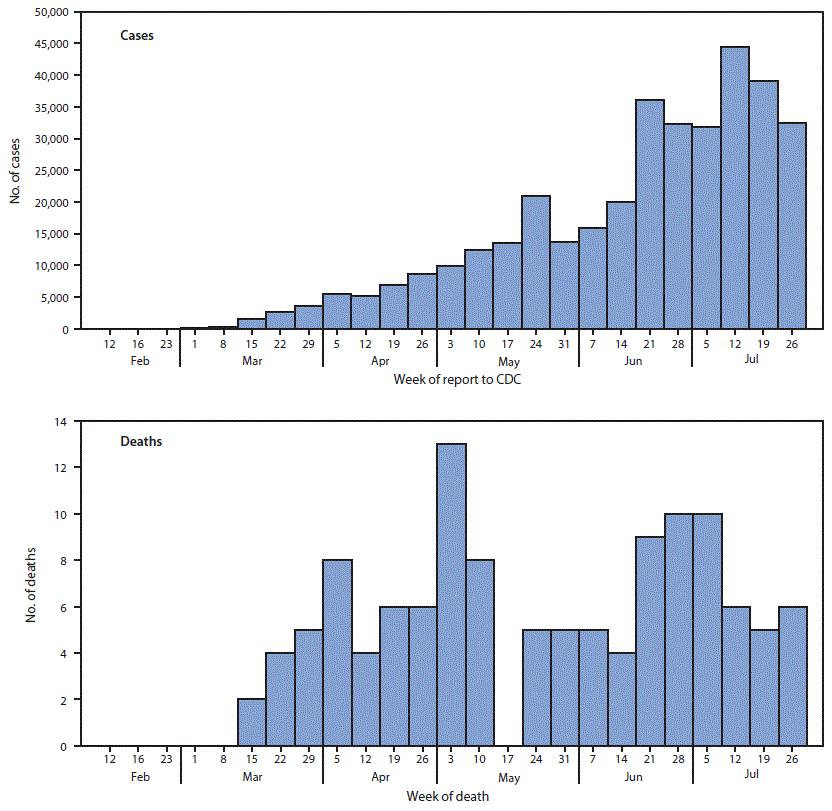 50,000
Cases
45,000
40,000
35,000
30,000
25,000
20,000
15,000
10,000
5,000
0
No. of cases
12 16 23 1 8 15 22 29 5 12 19 26 3 10 17 24 31 7 14 21 28 5 12 19 26
Feb Mar Apr May Jun Jul
Week of report to CDC
14
Deaths
12
10
8
6
4
2
0
No. of deaths
12 16 23 1 8 15 22 29 5 12 19 26 3 10 17 24 31 7 14 21 28 5 12 19 26
Feb Mar Apr May Jun Jul
Week of death